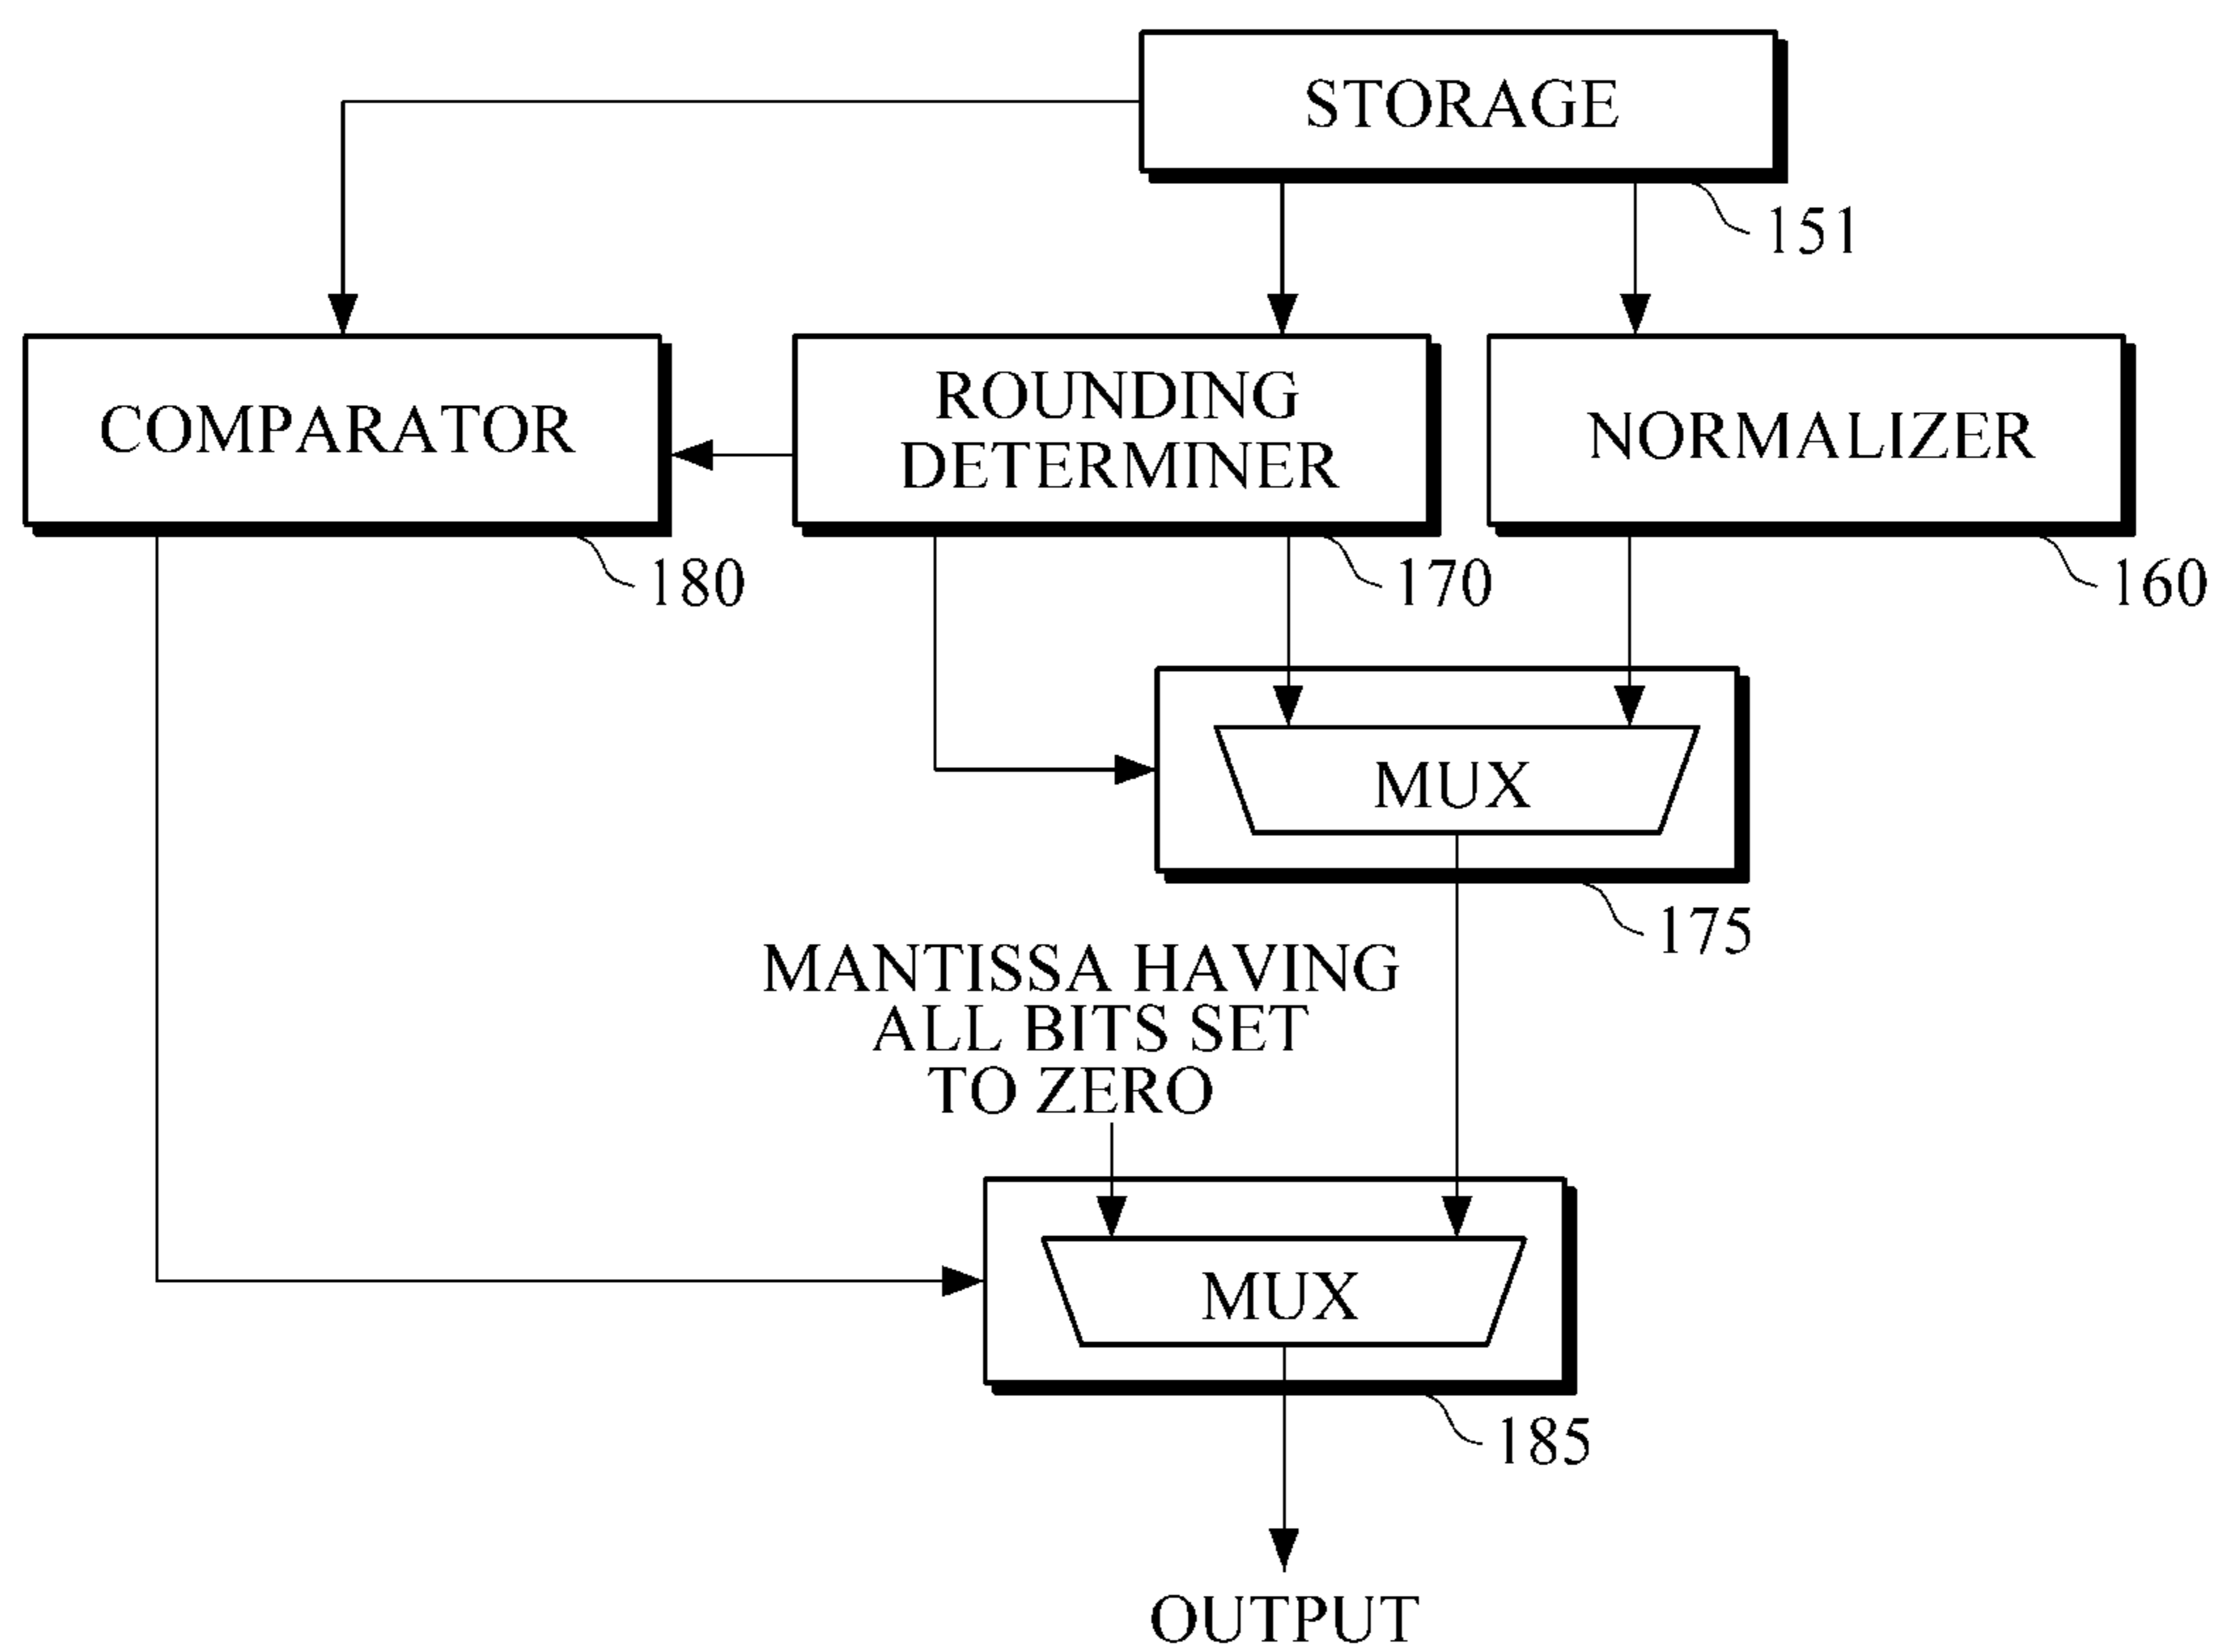 STORAGE
151
COMPARATOR
ROUNDING
DETERMINER
NORMALIZER
180
170
160
MUX
175
MANTISSA HAVING
ALL BITS SET
TO ZERO
MUX
185
OUTPUT